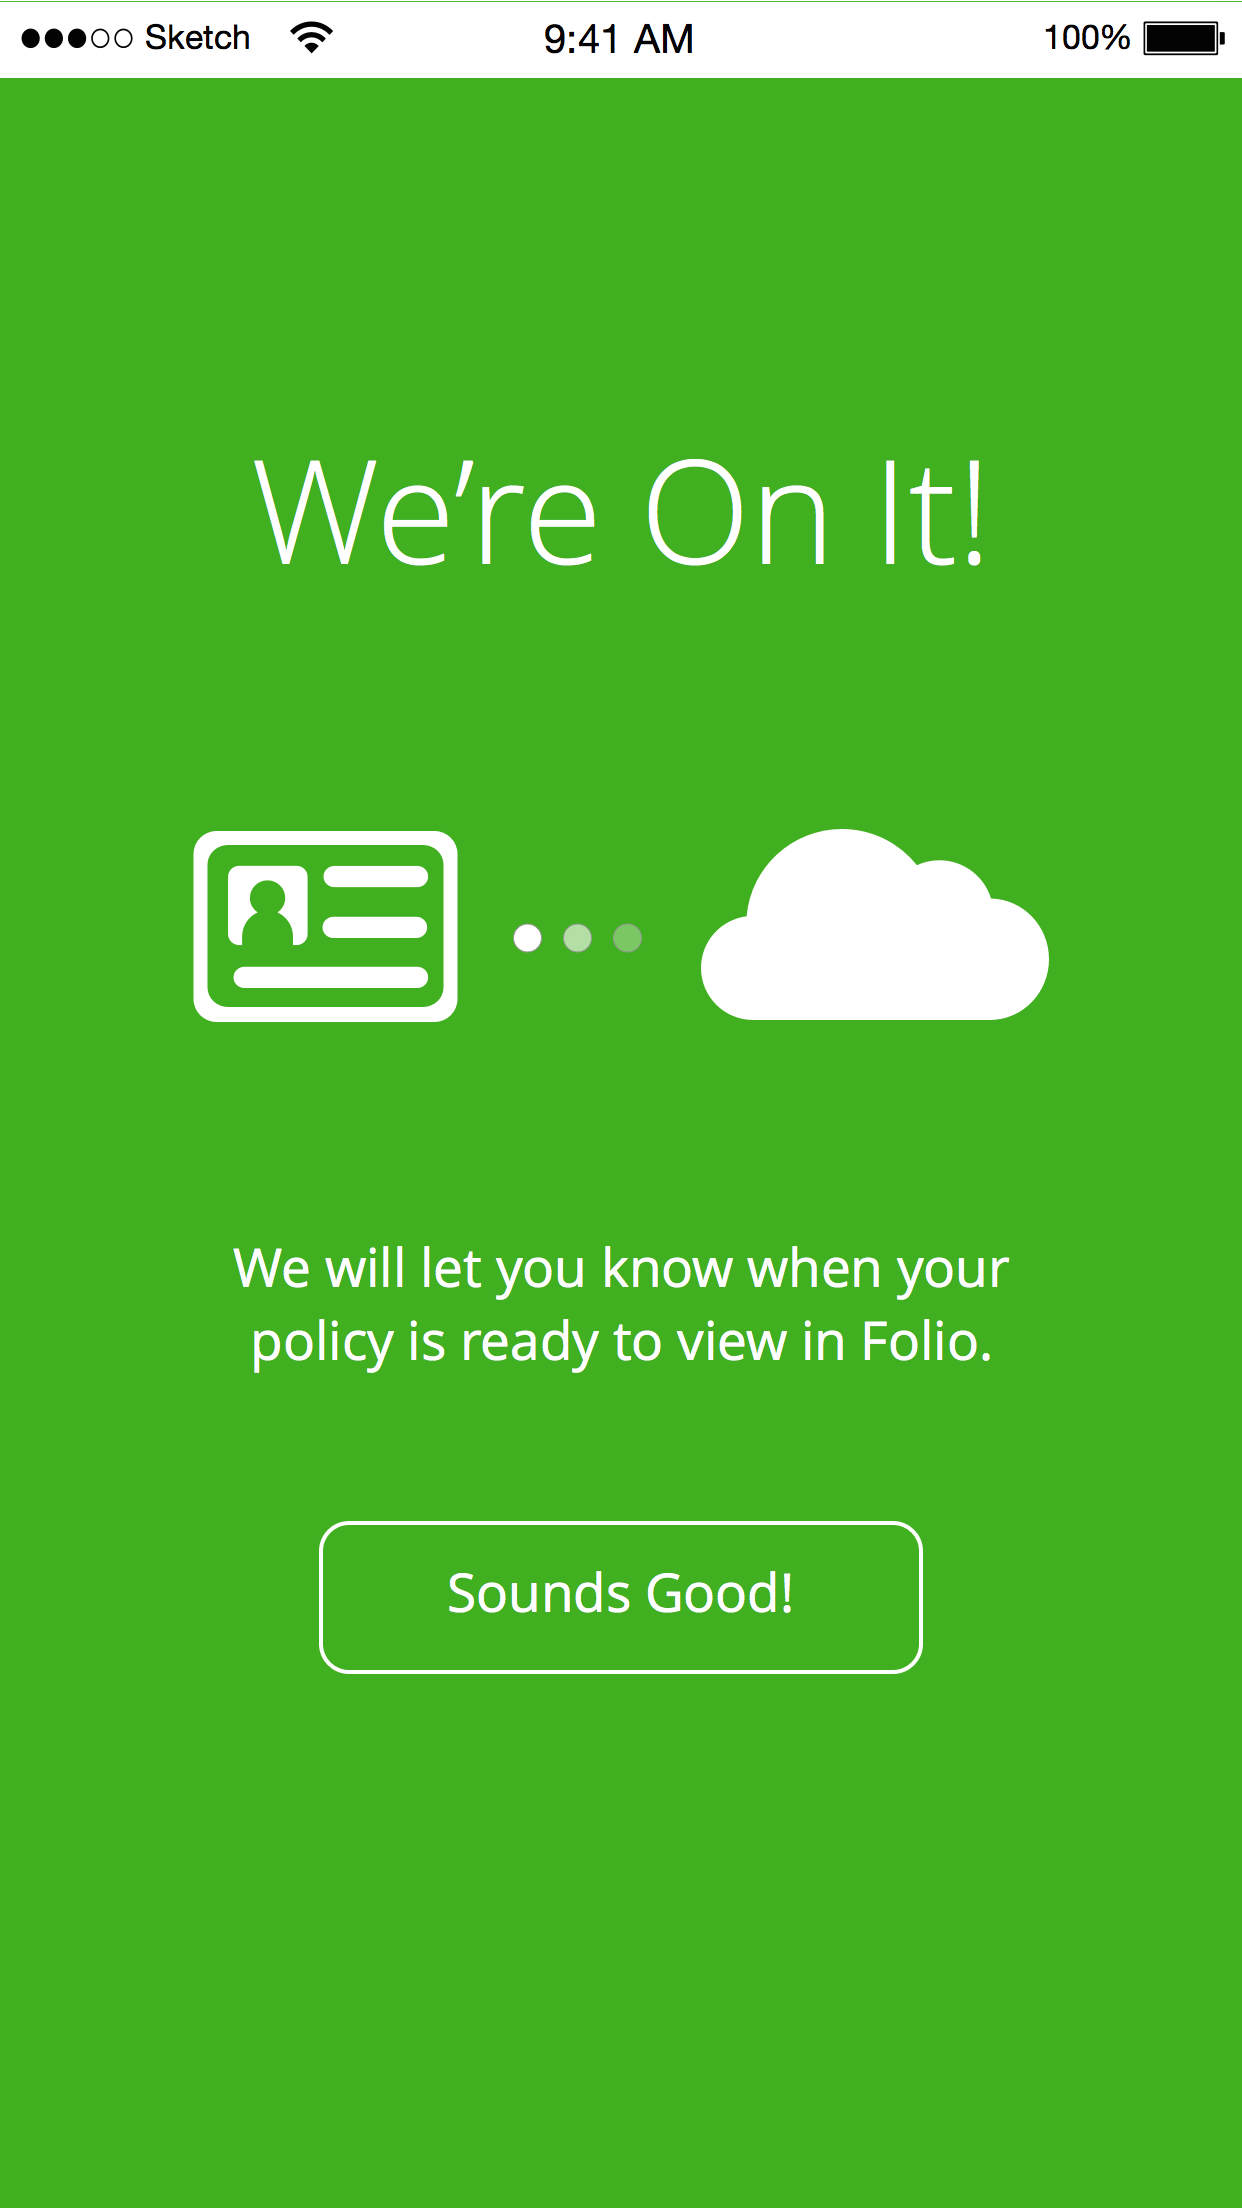 Sketch 9:41 AM 100%
We’re On It!
We will let you know when your
policy is ready to view in Folio.
Sounds Good!